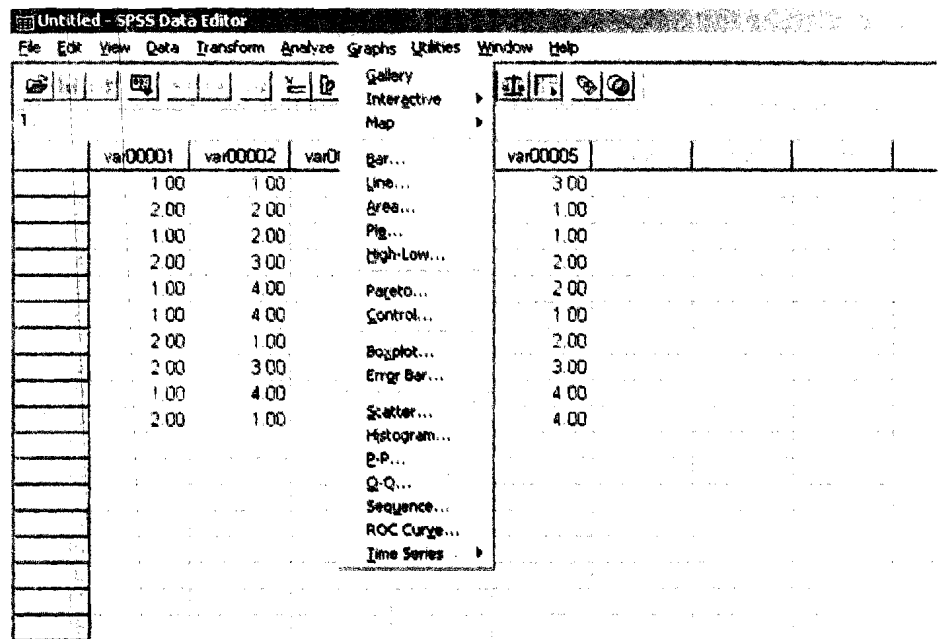 Untitled - SPSS Data Editor
File Edit View Data Transform Analyze Graphs Utilities Window Help
1
Gallery
Interactive
Map
Bar...
Line...
Area...
Pie...
High-Low...
Pareto...
Control...
Boxplot...
Error Bar...
Scatter...
Histogram...
P-P...
Q-Q...
Sequence...
ROC Curve...
Time Series
var00001 var00002 var0 var00005
1.00 1.00 3.00
2.00 2.00 1.00
1.00 2.00 1.00
2.00 3.00 2.00
1.00 4.00 2.00
1.00 4.00 1.00
2.00 1.00 2.00
2.00 3.00 3.00
1.00 4.00 4.00
2.00 1.00 4.00